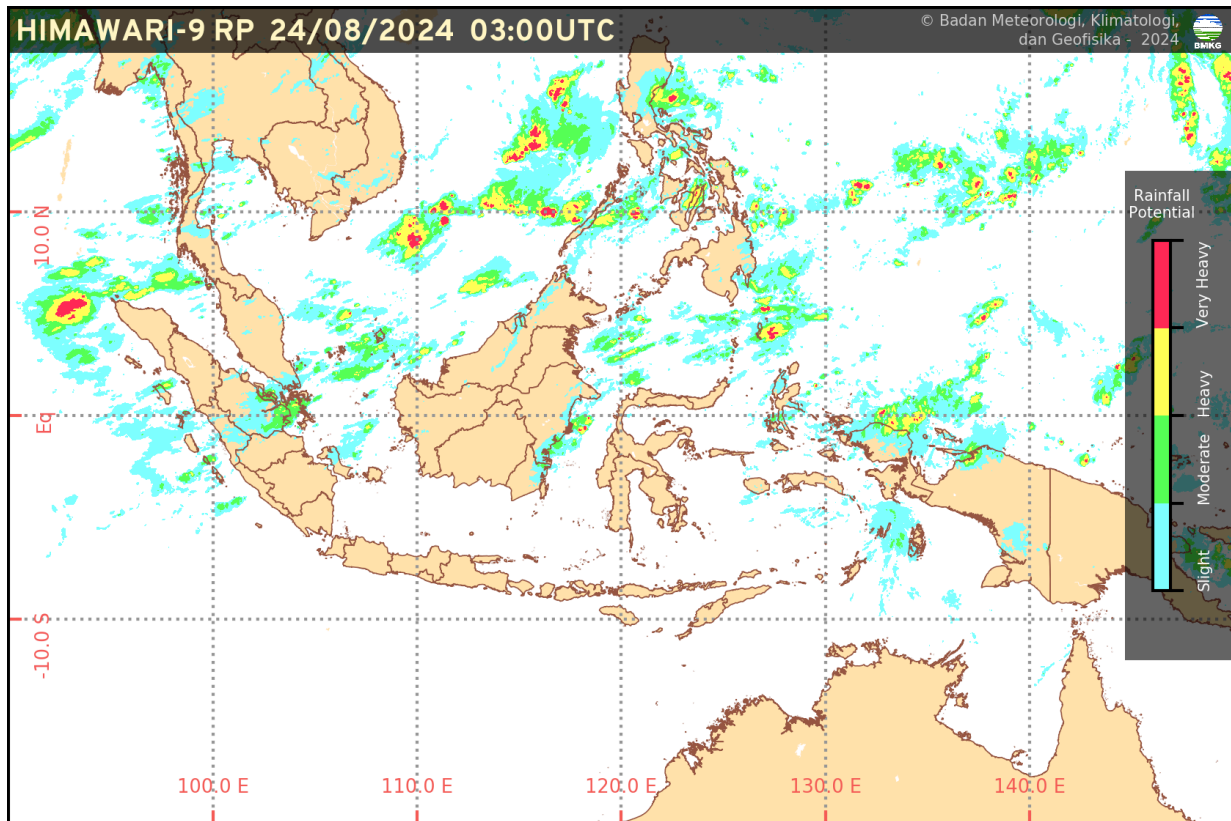 HIMAWARI-9 RP 24/08/2024 03:00UTC
© Badan Meteorologi, Klimatologi,
dan Geofisika - 2024
BMKG
Rainfall
Potential
Very Heavy
Heavy
Moderate
Slight
10.0 N
Eq
-10.0 S
100.0 E
110.0 E
120.0 E
130.0 E
140.0 E